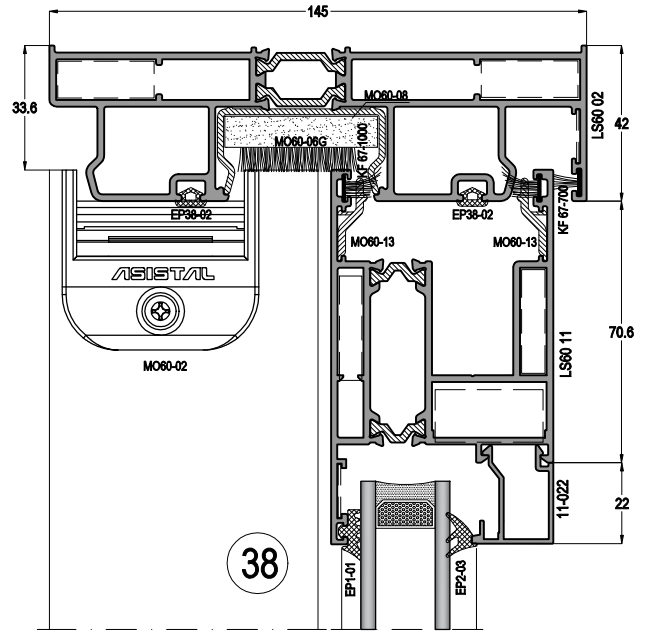 145
33.6
MO60-08
MO60-06G
KF 67-1000
LS60 02
42
EP38-02
EP38-02
KF 67-700
MO60-13
MO60-13
ASISTAL
MO60-02
LS60 11
70.6
11-022
22
38
EP1-01
EP2-03